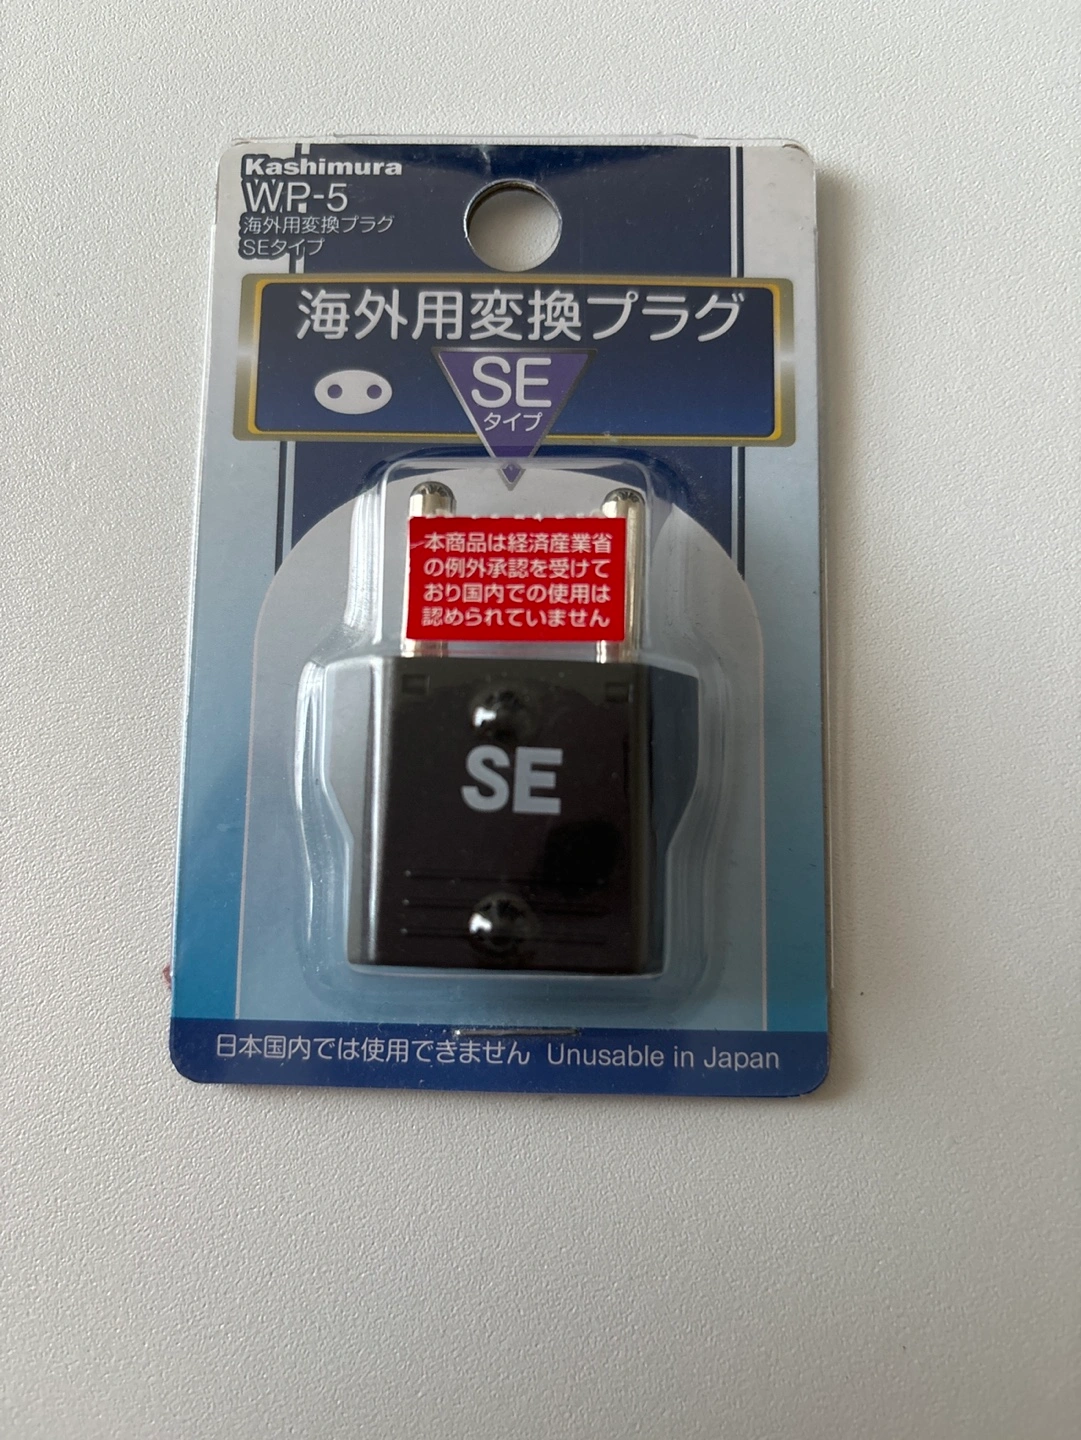 Kashimura
WP-5
海外用変換プラグ
SEタイプ
海外用変換プラグ
SE
タイプ
本商品は経済産業省
の例外承認を受けて
おり国内での使用は
認められていません
SE
日本国内では使用できません Unusable in Japan